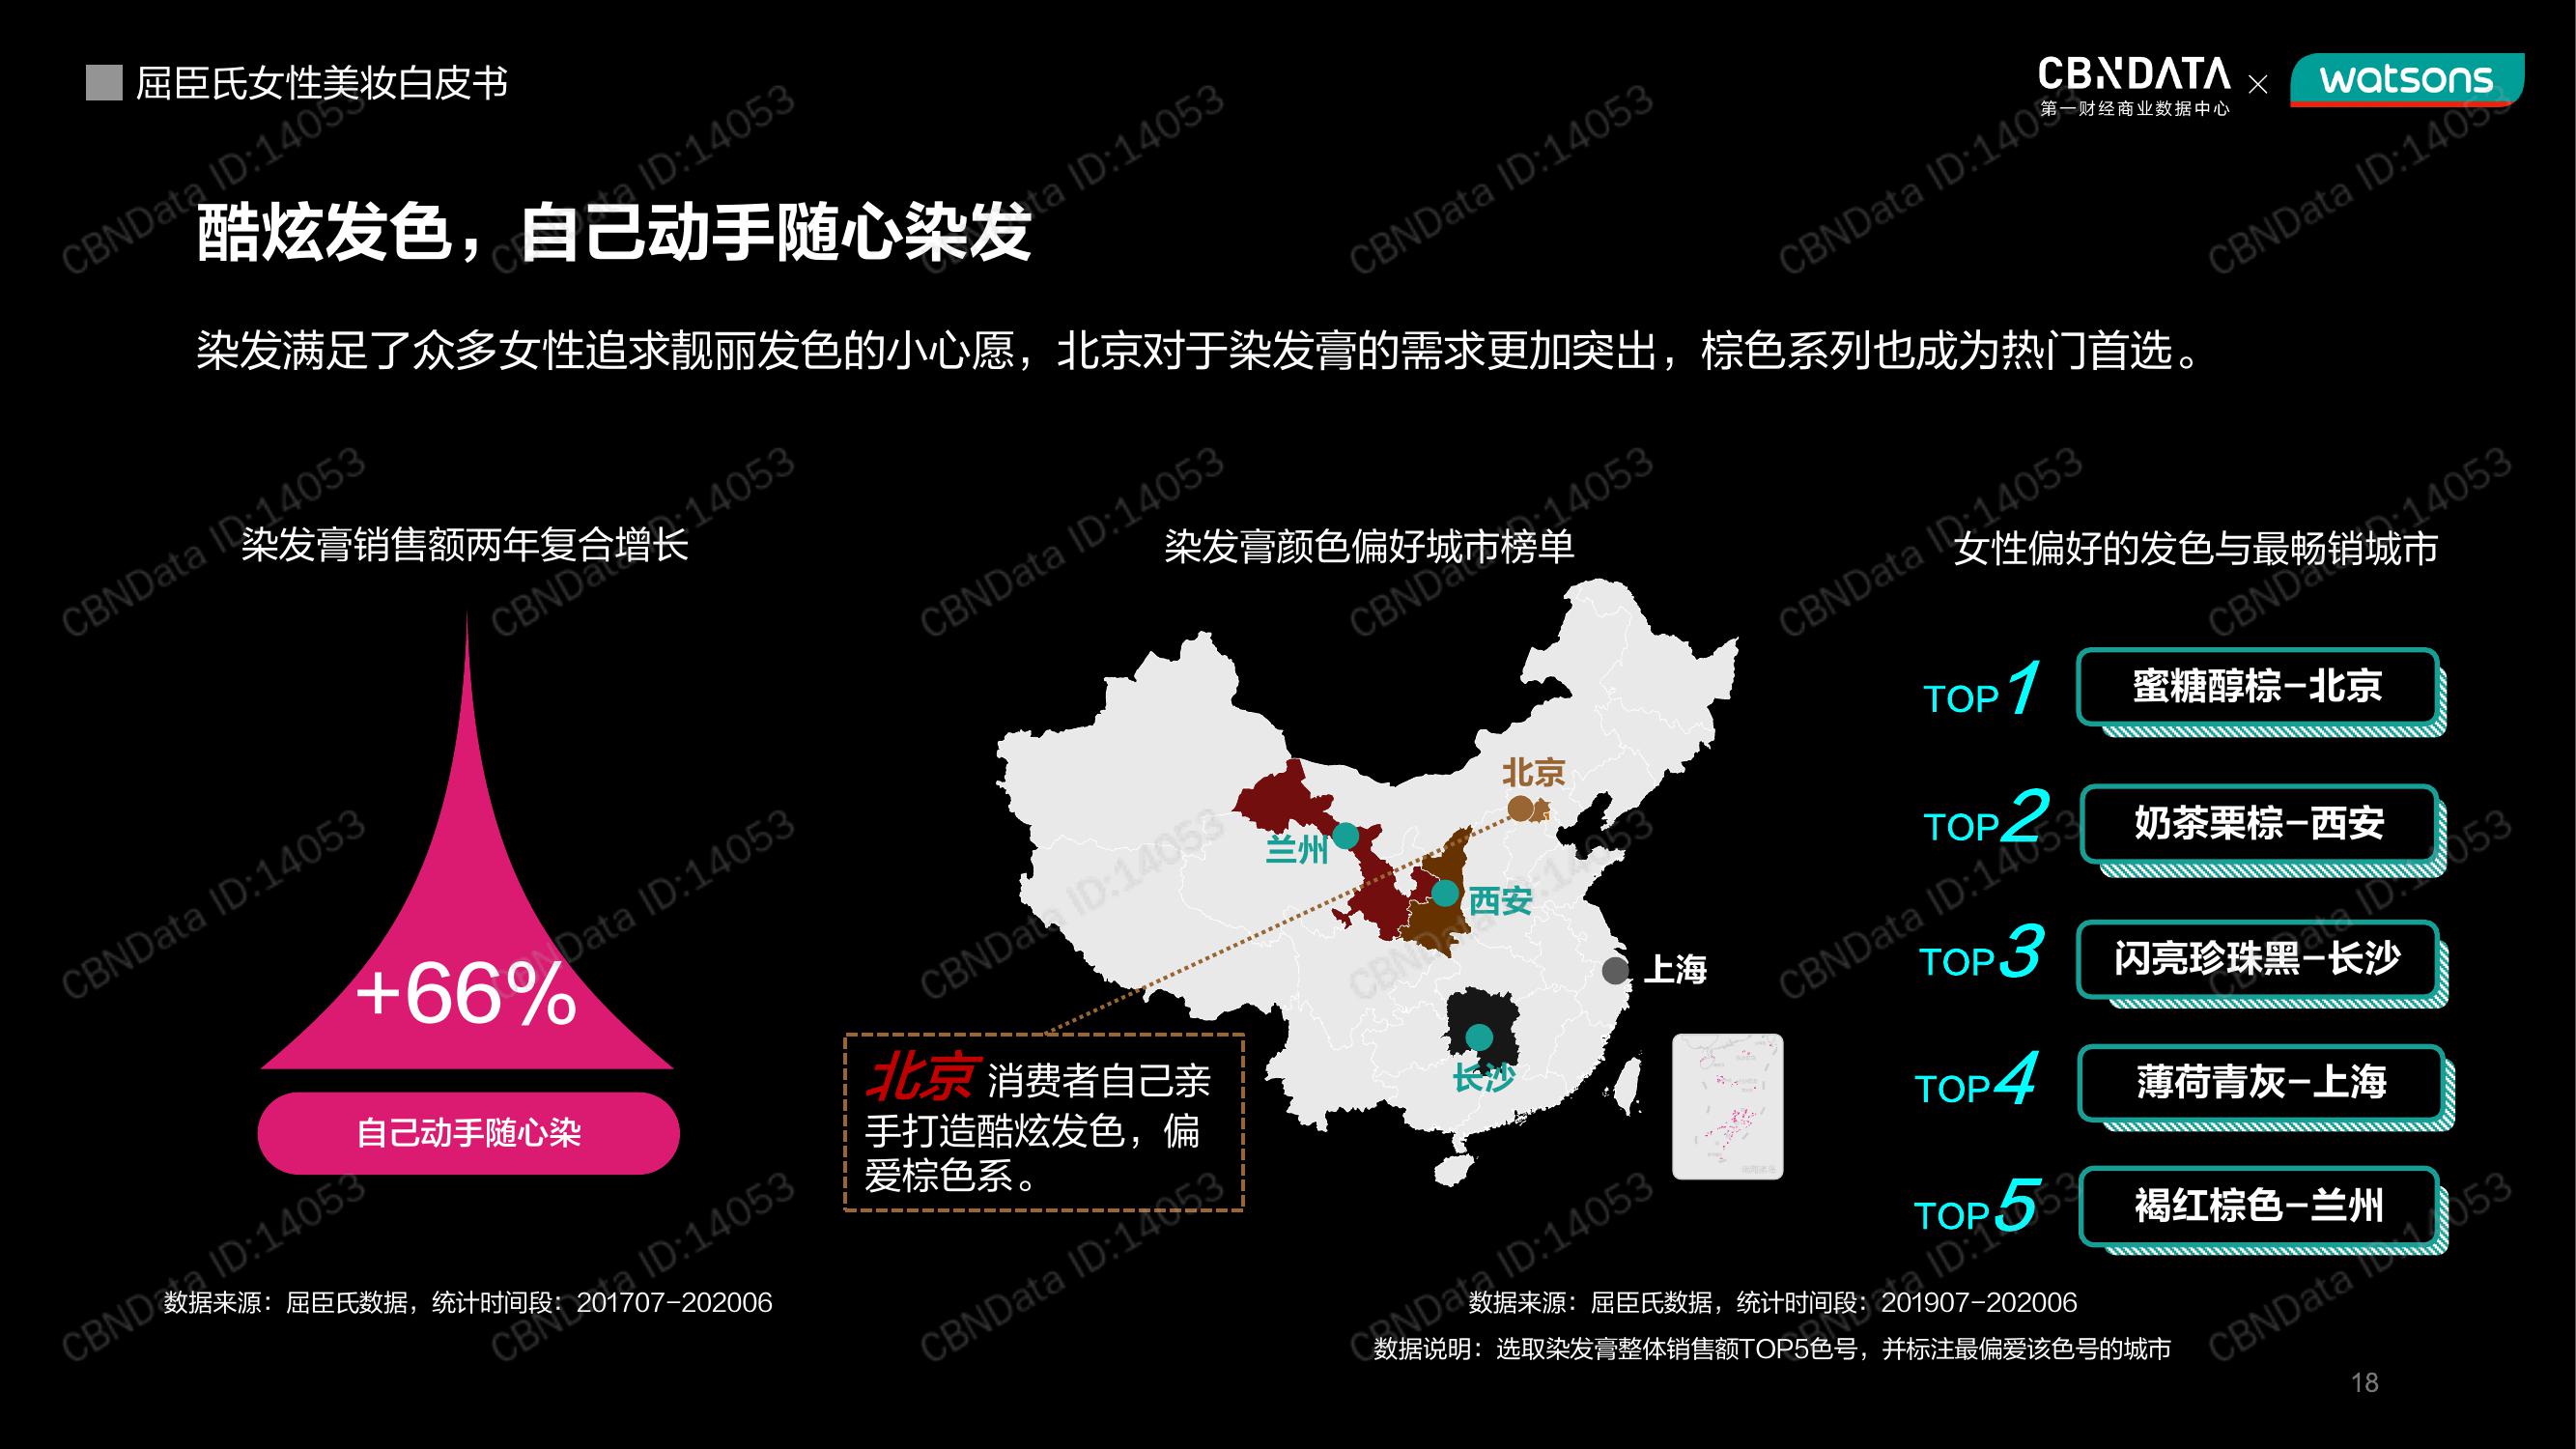 屈臣氏女性美妆白皮书
CBNDATA
第一财经商业数据中心
×
watsons
酷炫发色，自己动手随心染发
染发满足了众多女性追求靓丽发色的小心愿，北京对于染发膏的需求更加突出，棕色系列也成为热门首选。
染发膏销售额两年复合增长
+66%
自己动手随心染
数据来源：屈臣氏数据，统计时间段：201707-202006
染发膏颜色偏好城市榜单
北京
兰州
西安
上海
长沙
北京 消费者自己亲
手打造酷炫发色，偏
爱棕色系。
女性偏好的发色与最畅销城市
TOP1 蜜糖醇棕-北京
TOP2 奶茶栗棕-西安
TOP3 闪亮珍珠黑-长沙
TOP4 薄荷青灰-上海
TOP5 褐红棕色-兰州
数据来源：屈臣氏数据，统计时间段：201907-202006
数据说明：选取染发膏整体销售额TOP5色号，并标注最偏爱该色号的城市
18
CBNData ID:14053